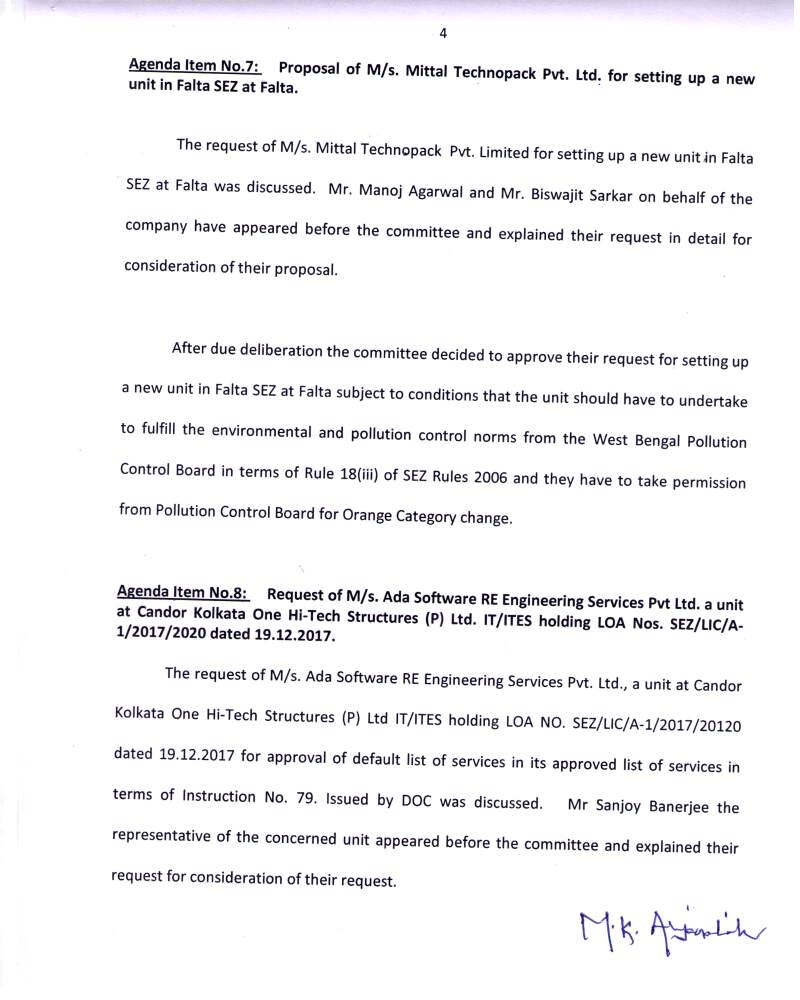 4
Agenda Item No.7: Proposal of M/s. Mittal Technopack Pvt. Ltd. for setting up a new
unit in Falta SEZ at Falta.
The request of M/s. Mittal Technopack Pvt. Limited for setting up a new unit in Falta
SEZ at Falta was discussed. Mr. Manoj Agarwal and Mr. Biswajit Sarkar on behalf of the
company have appeared before the committee and explained their request in detail for
consideration of their proposal.
After due deliberation the committee decided to approve their request for setting up
a new unit in Falta SEZ at Falta subject to conditions that the unit should have to undertake
to fulfill the environmental and pollution control norms from the West Bengal Pollution
Control Board in terms of Rule 18(iii) of SEZ Rules 2006 and they have to take permission
from Pollution Control Board for Orange Category change.
Agenda Item No.8: Request of M/s. Ada Software RE Engineering Services Pvt Ltd. a unit
at Candor Kolkata One Hi-Tech Structures (P) Ltd. IT/ITES holding LOA Nos. SEZ/LIC/A-
1/2017/2020 dated 19.12.2017.
The request of M/s. Ada Software RE Engineering Services Pvt. Ltd., a unit at Candor
Kolkata One Hi-Tech Structures (P) Ltd IT/ITES holding LOA NO. SEZ/LIC/A-1/2017/20120
dated 19.12.2017 for approval of default list of services in its approved list of services in
terms of Instruction No. 79. Issued by DOC was discussed. Mr Sanjoy Banerjee the
representative of the concerned unit appeared before the committee and explained their
request for consideration of their request.
M.K.